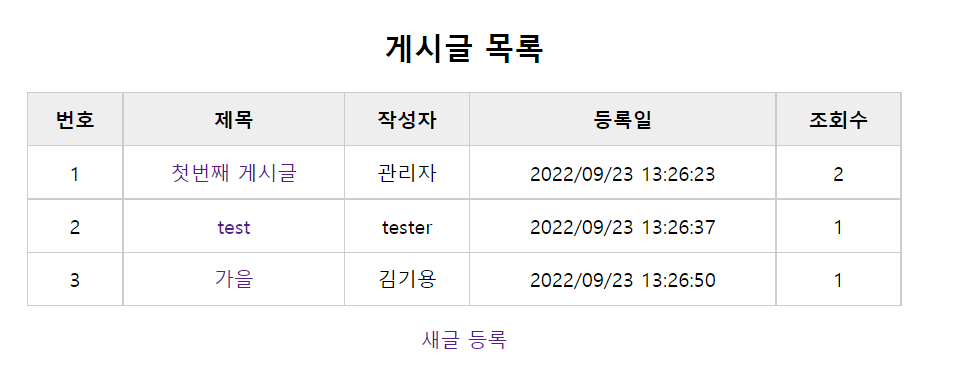 게시글 목록
번호 제목 작성자 등록일 조회수
1 첫번째 게시글 관리자 2022/09/23 13:26:23 2
2 test tester 2022/09/23 13:26:37 1
3 가을 김기용 2022/09/23 13:26:50 1
새글 등록